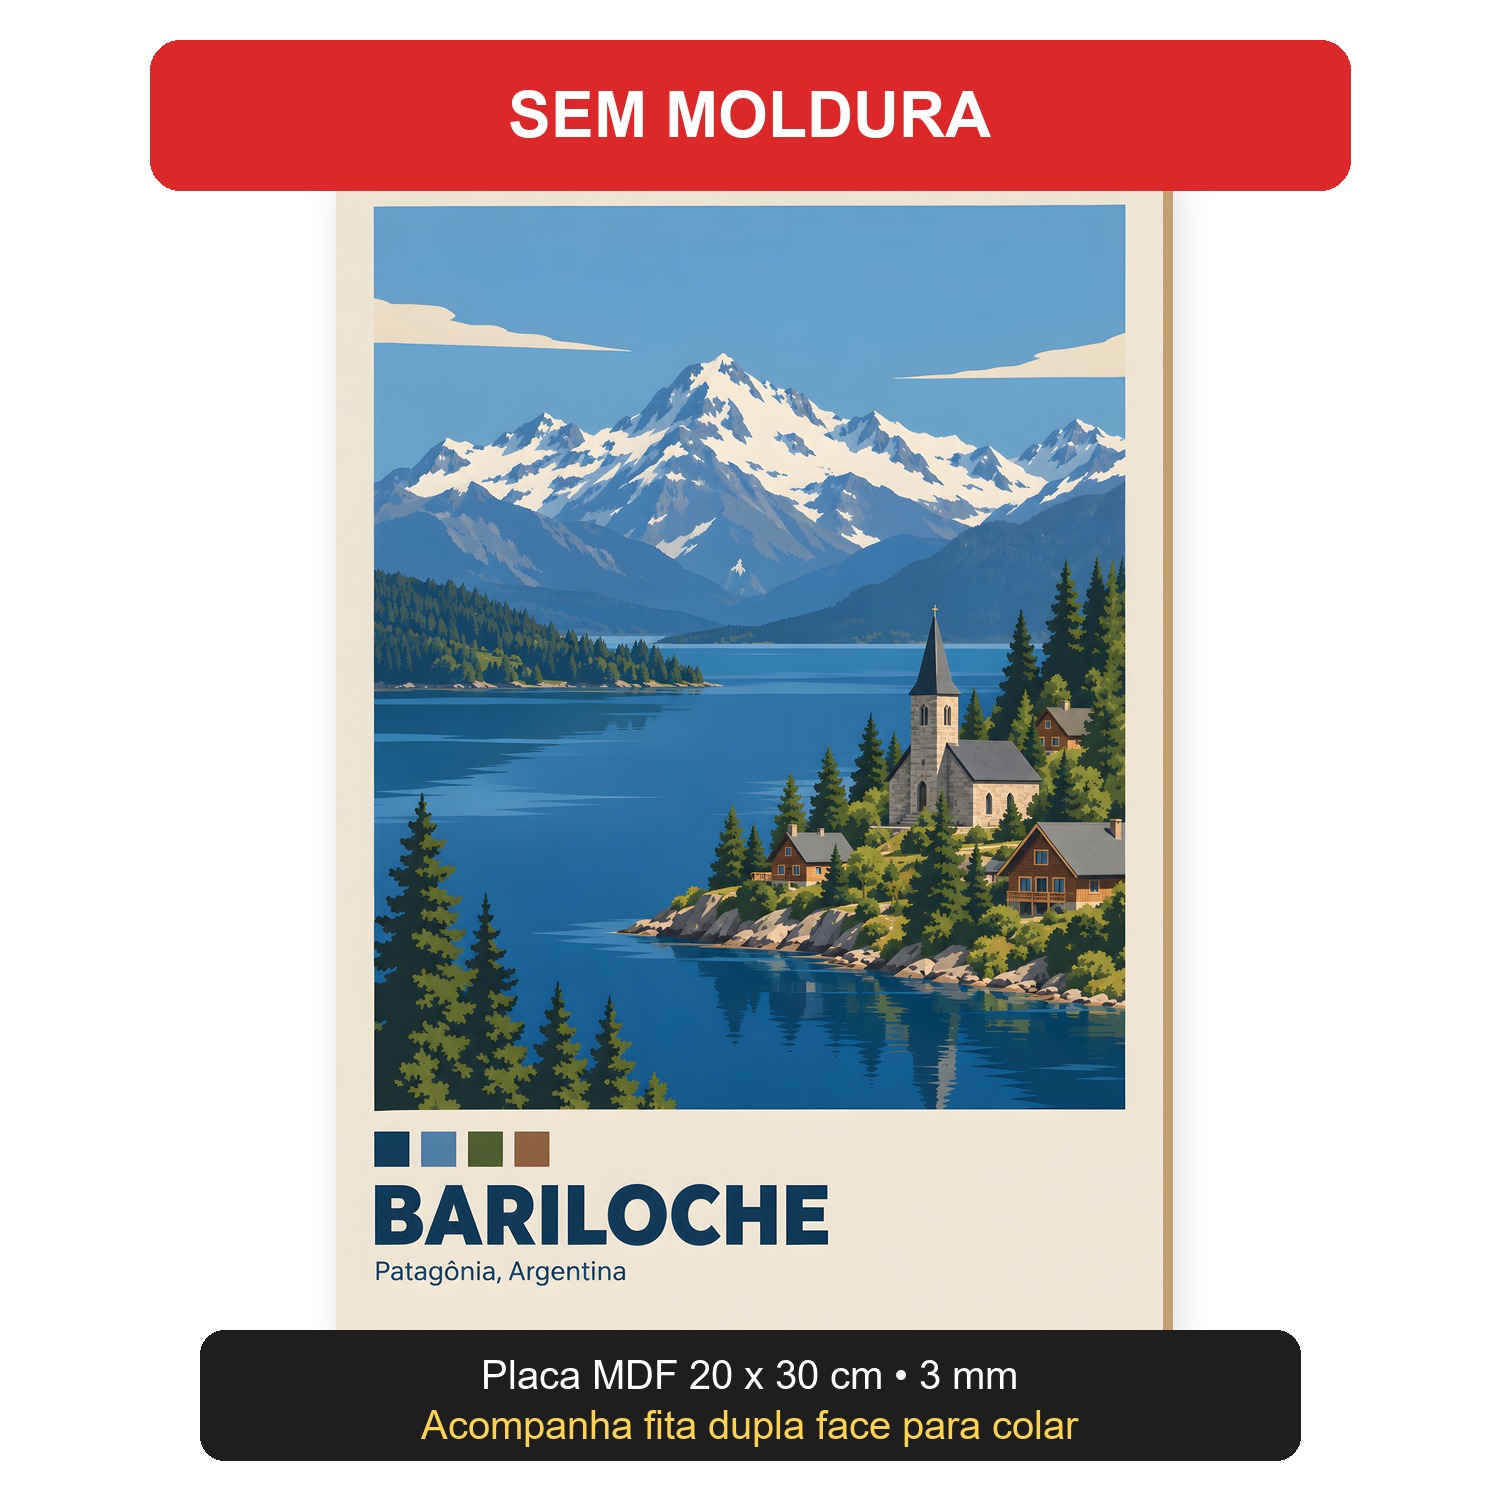 SEM MOLDURA
BARILOCHE
Patagônia, Argentina
Placa MDF 20 x 30 cm • 3 mm
Acompanha fita dupla face para colar